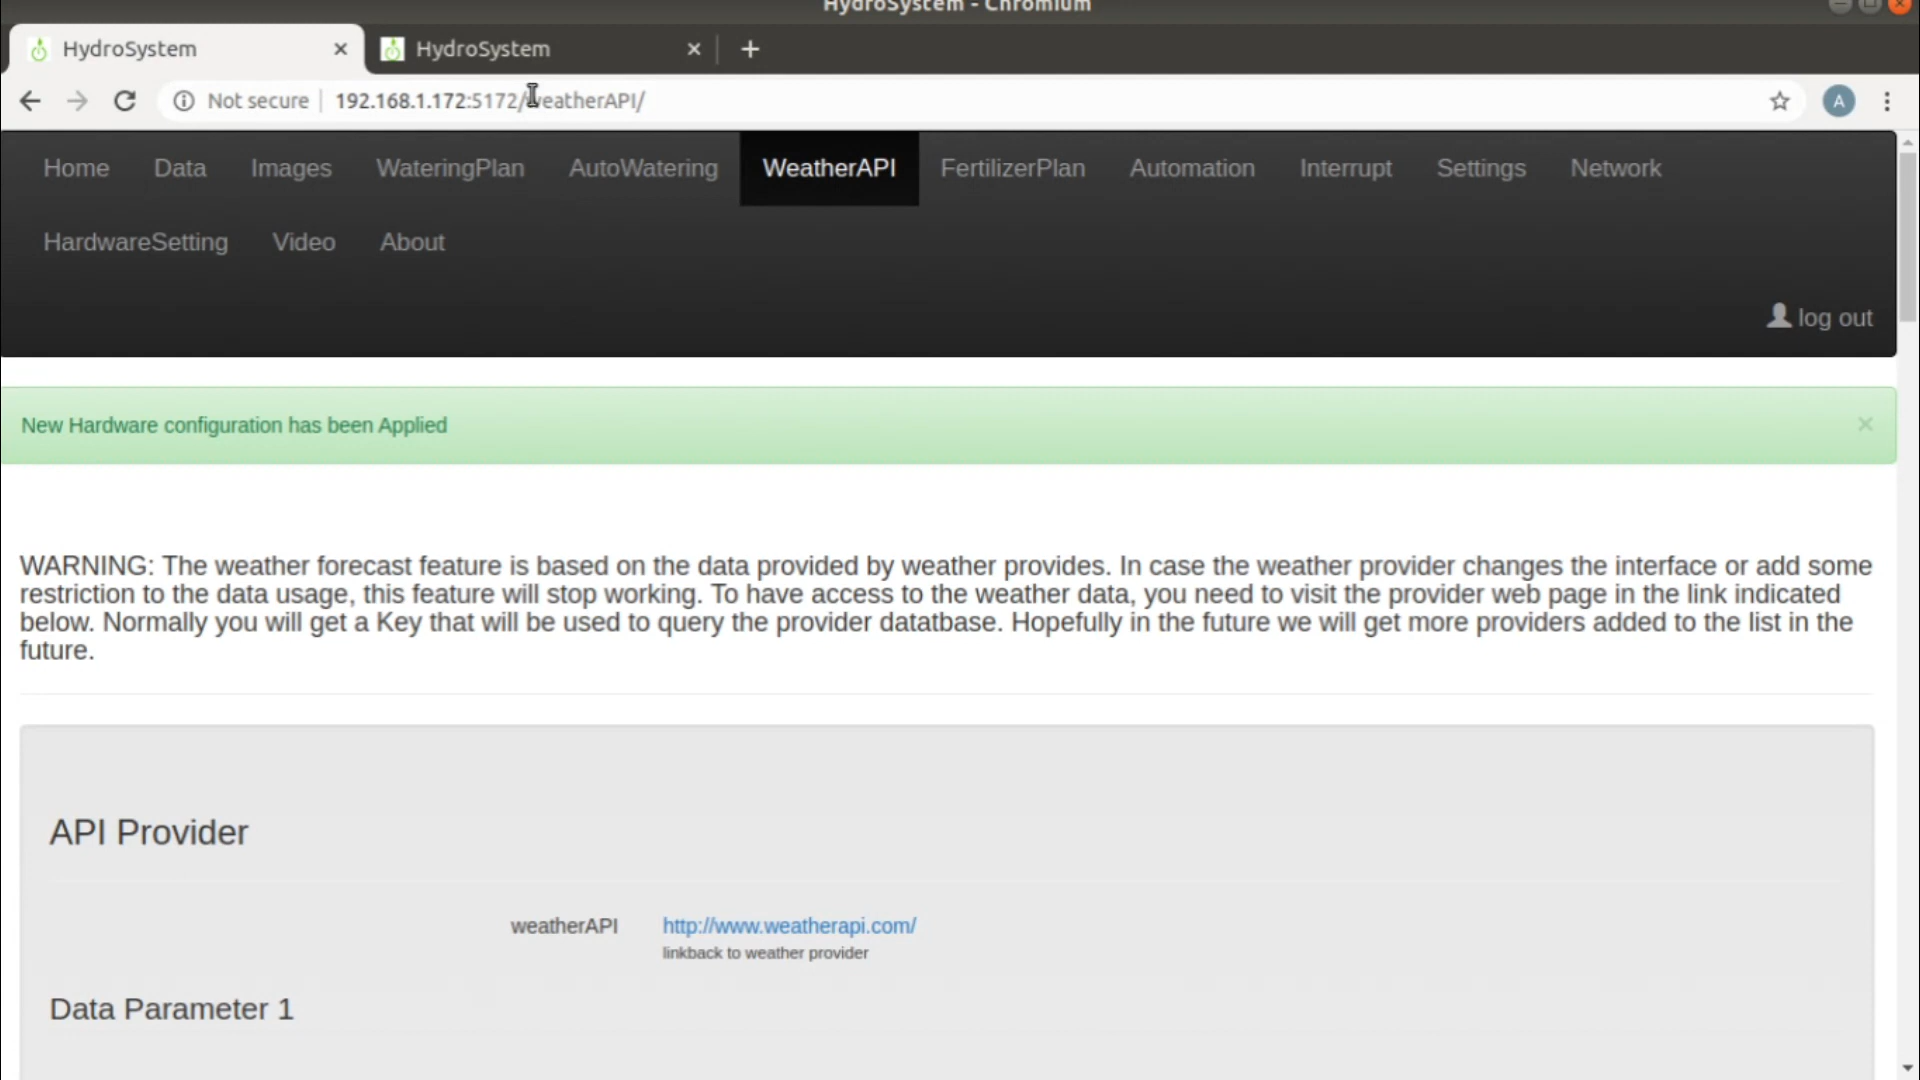 HydroSystem - Chromium
HydroSystem
HydroSystem
Not secure 192.168.1.172:5172/weatherAPI/
A
Home Data Images WateringPlan AutoWatering WeatherAPI FertilizerPlan Automation Interrupt Settings Network
HardwareSetting Video About
log out
New Hardware configuration has been Applied
WARNING: The weather forecast feature is based on the data provided by weather provides. In case the weather provider changes the interface or add some
restriction to the data usage, this feature will stop working. To have access to the weather data, you need to visit the provider web page in the link indicated
below. Normally you will get a Key that will be used to query the provider datatbase. Hopefully in the future we will get more providers added to the list in the
future.
API Provider
weatherAPI http://www.weatherapi.com/
linkback to weather provider
Data Parameter 1